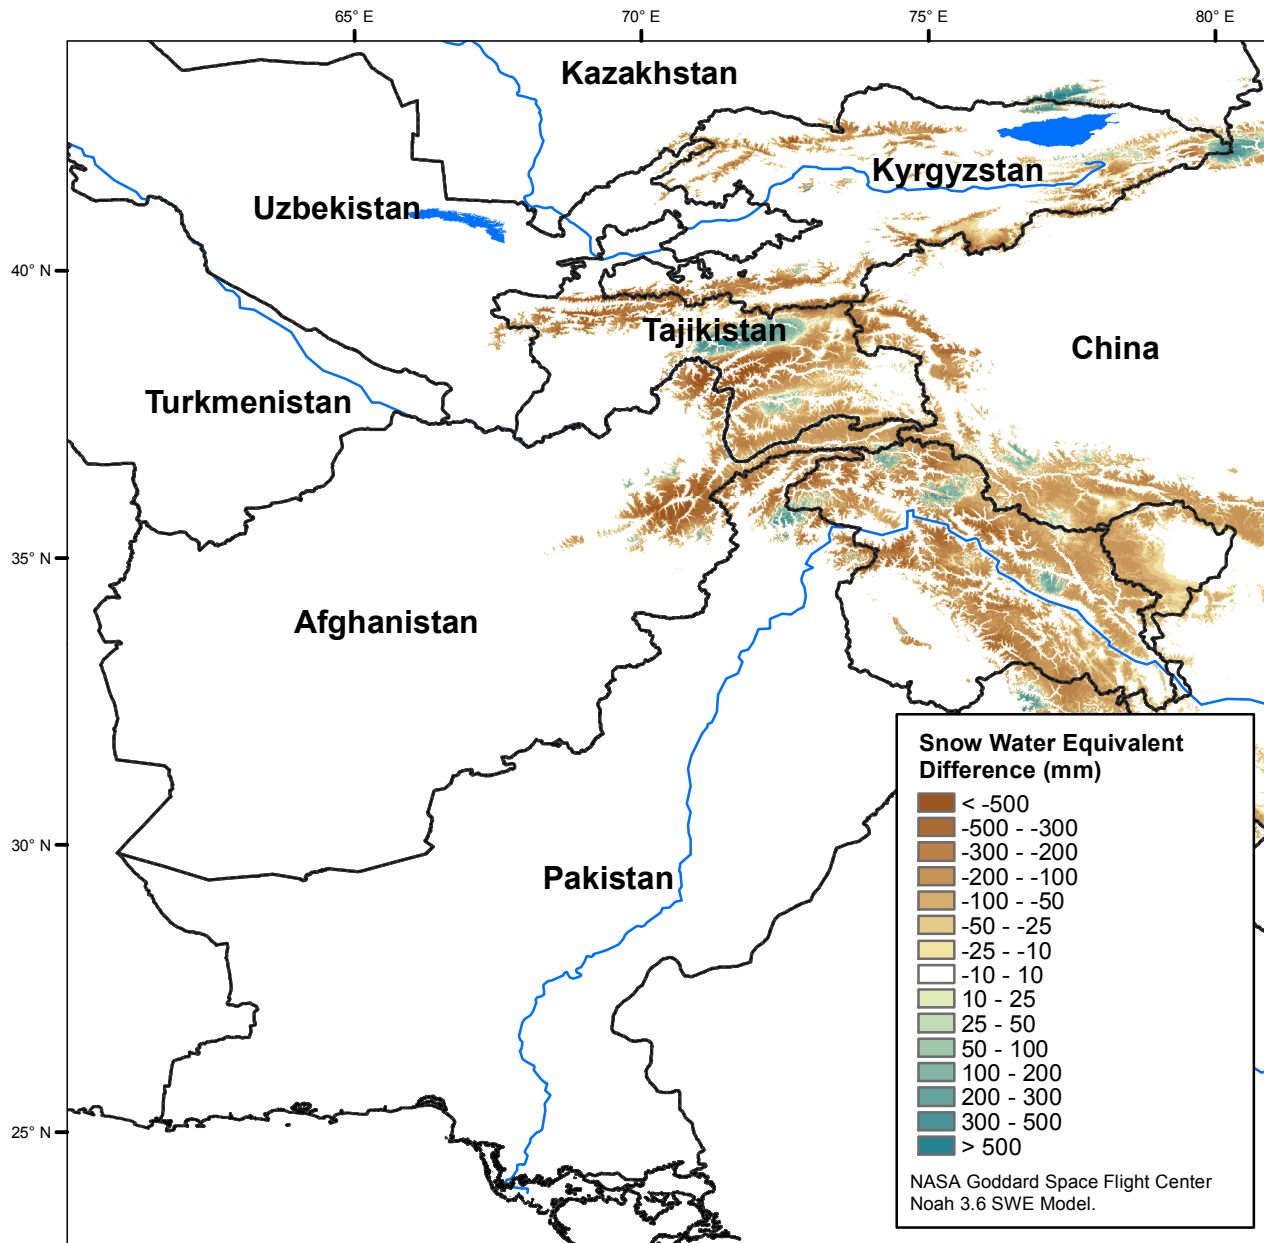 65° E
70° E
75° E
80° E
Kazakhstan
Kyrgyzstan
Uzbekistan
40° N
Tajikistan
China
Turkmenistan
35° N
Afghanistan
Snow Water Equivalent
Difference (mm)
< -500
-500 - -300
-300 - -200
-200 - -100
-100 - -50
-50 - -25
-25 - -10
-10 - 10
10 - 25
25 - 50
50 - 100
100 - 200
200 - 300
300 - 500
> 500
30° N
Pakistan
25° N
NASA Goddard Space Flight Center
Noah 3.6 SWE Model.